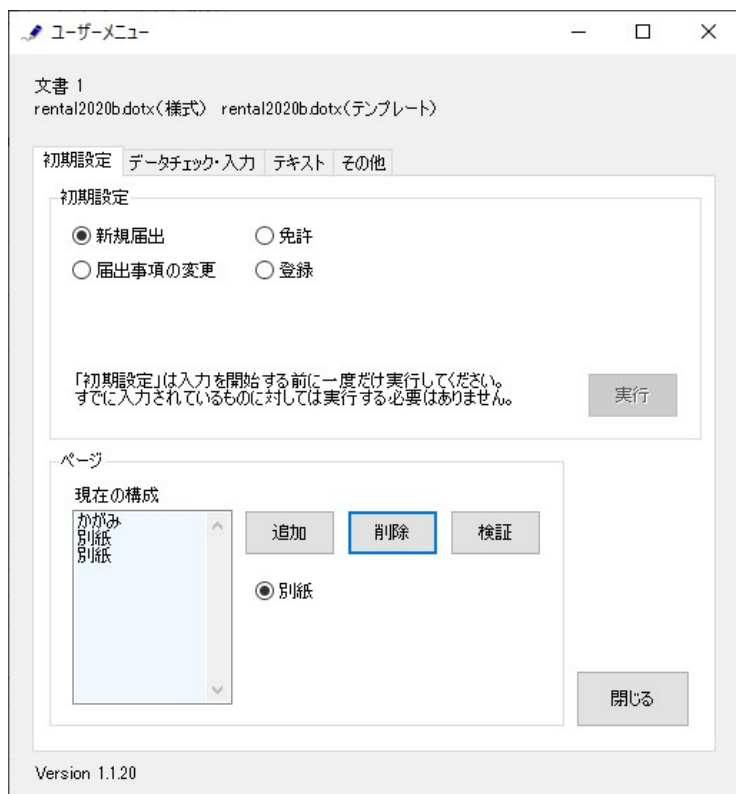 ユーザーメニュー
文書 1
rental2020b.dotx(様式) rental2020b.dotx(テンプレート)
初期設定 データチェック・入力 テキスト その他
初期設定
新規届出 免許
届出事項の変更 登録
「初期設定」は入力を開始する前に一度だけ実行してください。
すでに入力されているものに対しては実行する必要はありません。
実行
ページ
現在の構成
かがみ
別紙
別紙
追加 削除 検証
別紙
閉じる
Version 1.1.20